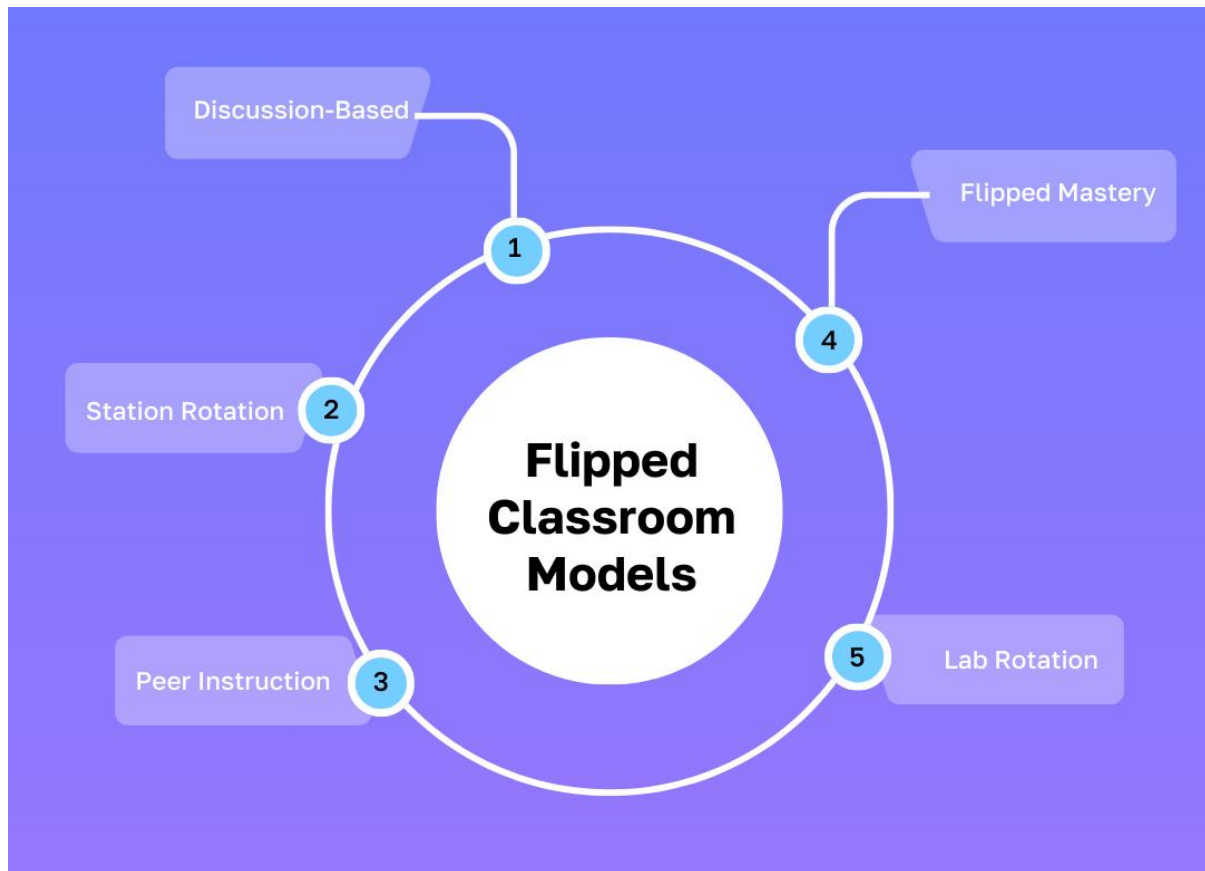 Discussion-Based
1
Station Rotation
2
Peer Instruction
3
Flipped Mastery
4
Lab Rotation
5
Flipped
Classroom
Models